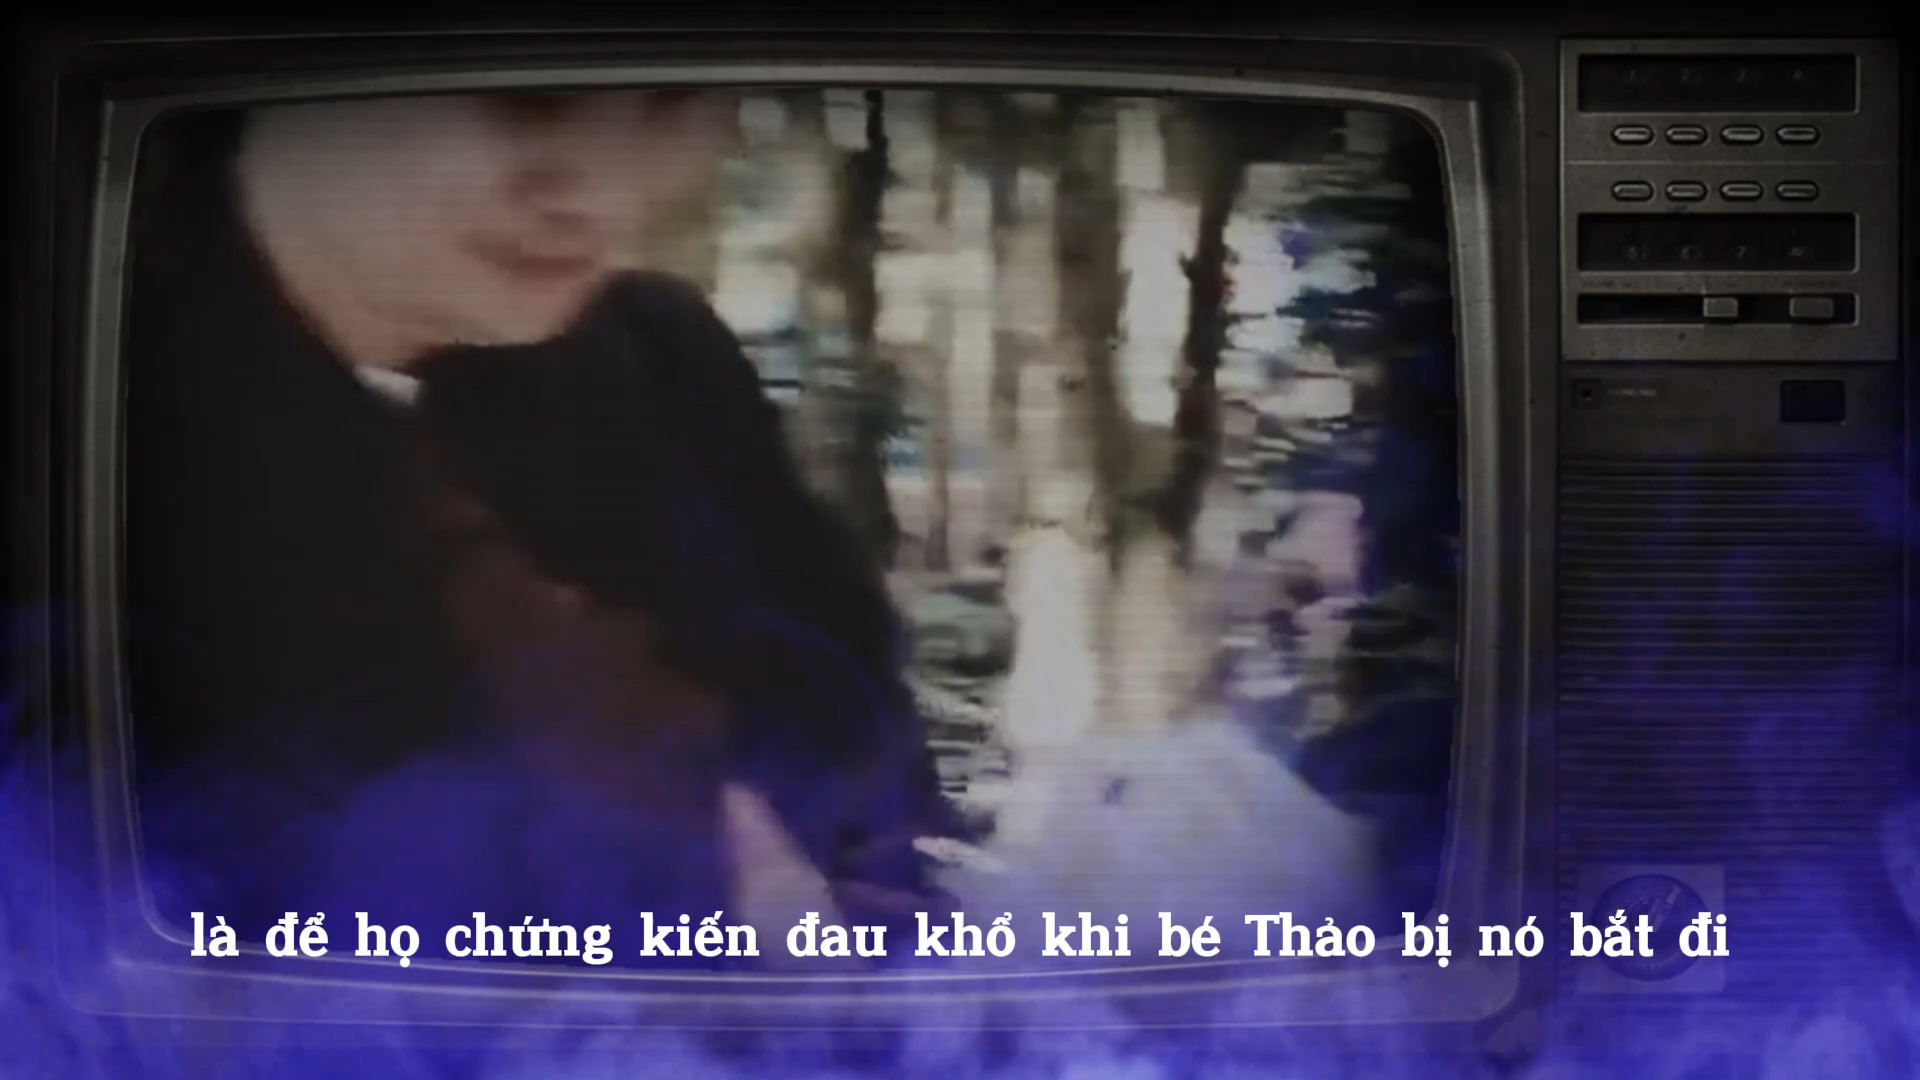 là để họ chứng kiến đau khổ khi bé Thảo bị nó bắt đi